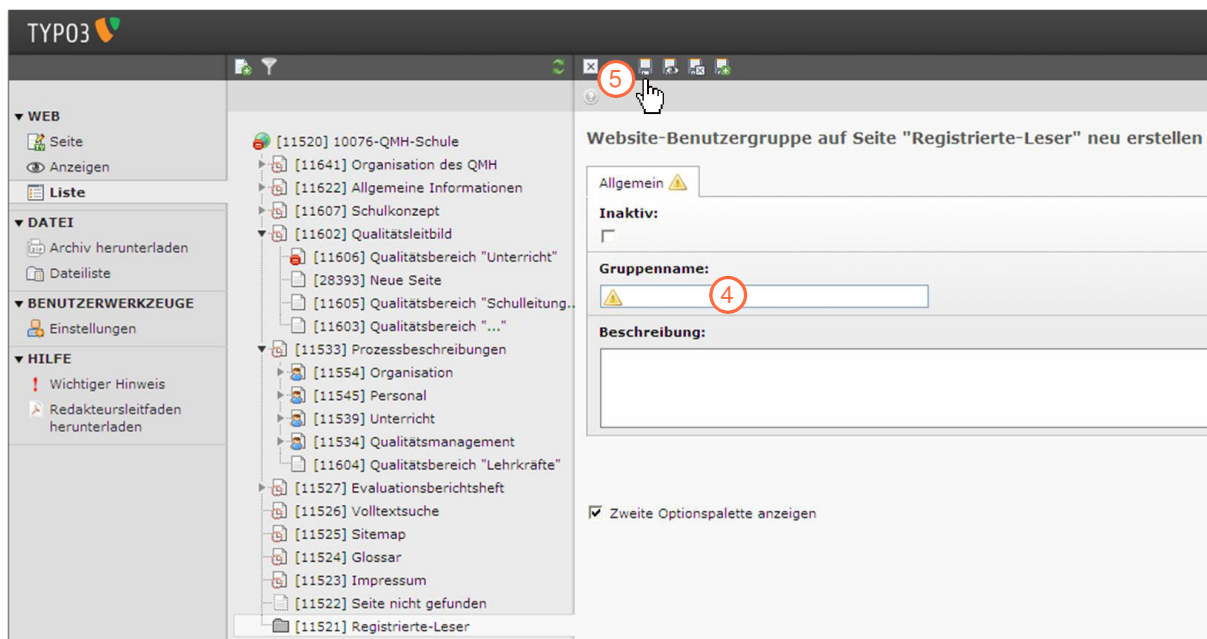 TYPO3
5
WEB
Seite
Anzeigen
Liste
DATEI
Archiv herunterladen
Dateiliste
BENUTZERWERKZEUGE
Einstellungen
HILFE
Wichtiger Hinweis
Redakteursleitfaden
herunterladen
[11520] 10076-QMH-Schule
[11641] Organisation des QMH
[11622] Allgemeine Informationen
[11607] Schulkonzept
[11602] Qualitätsleitbild
[11606] Qualitätsbereich "Unterricht"
[28393] Neue Seite
[11605] Qualitätsbereich "Schulleitung...
[11603] Qualitätsbereich "..."
[11533] Prozessbeschreibungen
[11554] Organisation
[11545] Personal
[11539] Unterricht
[11534] Qualitätsmanagement
[11604] Qualitätsbereich "Lehrkräfte"
[11527] Evaluationsberichtsheft
[11526] Volltextsuche
[11525] Sitemap
[11524] Glossar
[11523] Impressum
[11522] Seite nicht gefunden
[11521] Registrierte-Leser
Website-Benutzergruppe auf Seite "Registrierte-Leser" neu erstellen
Allgemein
Inaktiv:
Gruppenname:
4
Beschreibung:
Zweite Optionspalette anzeigen